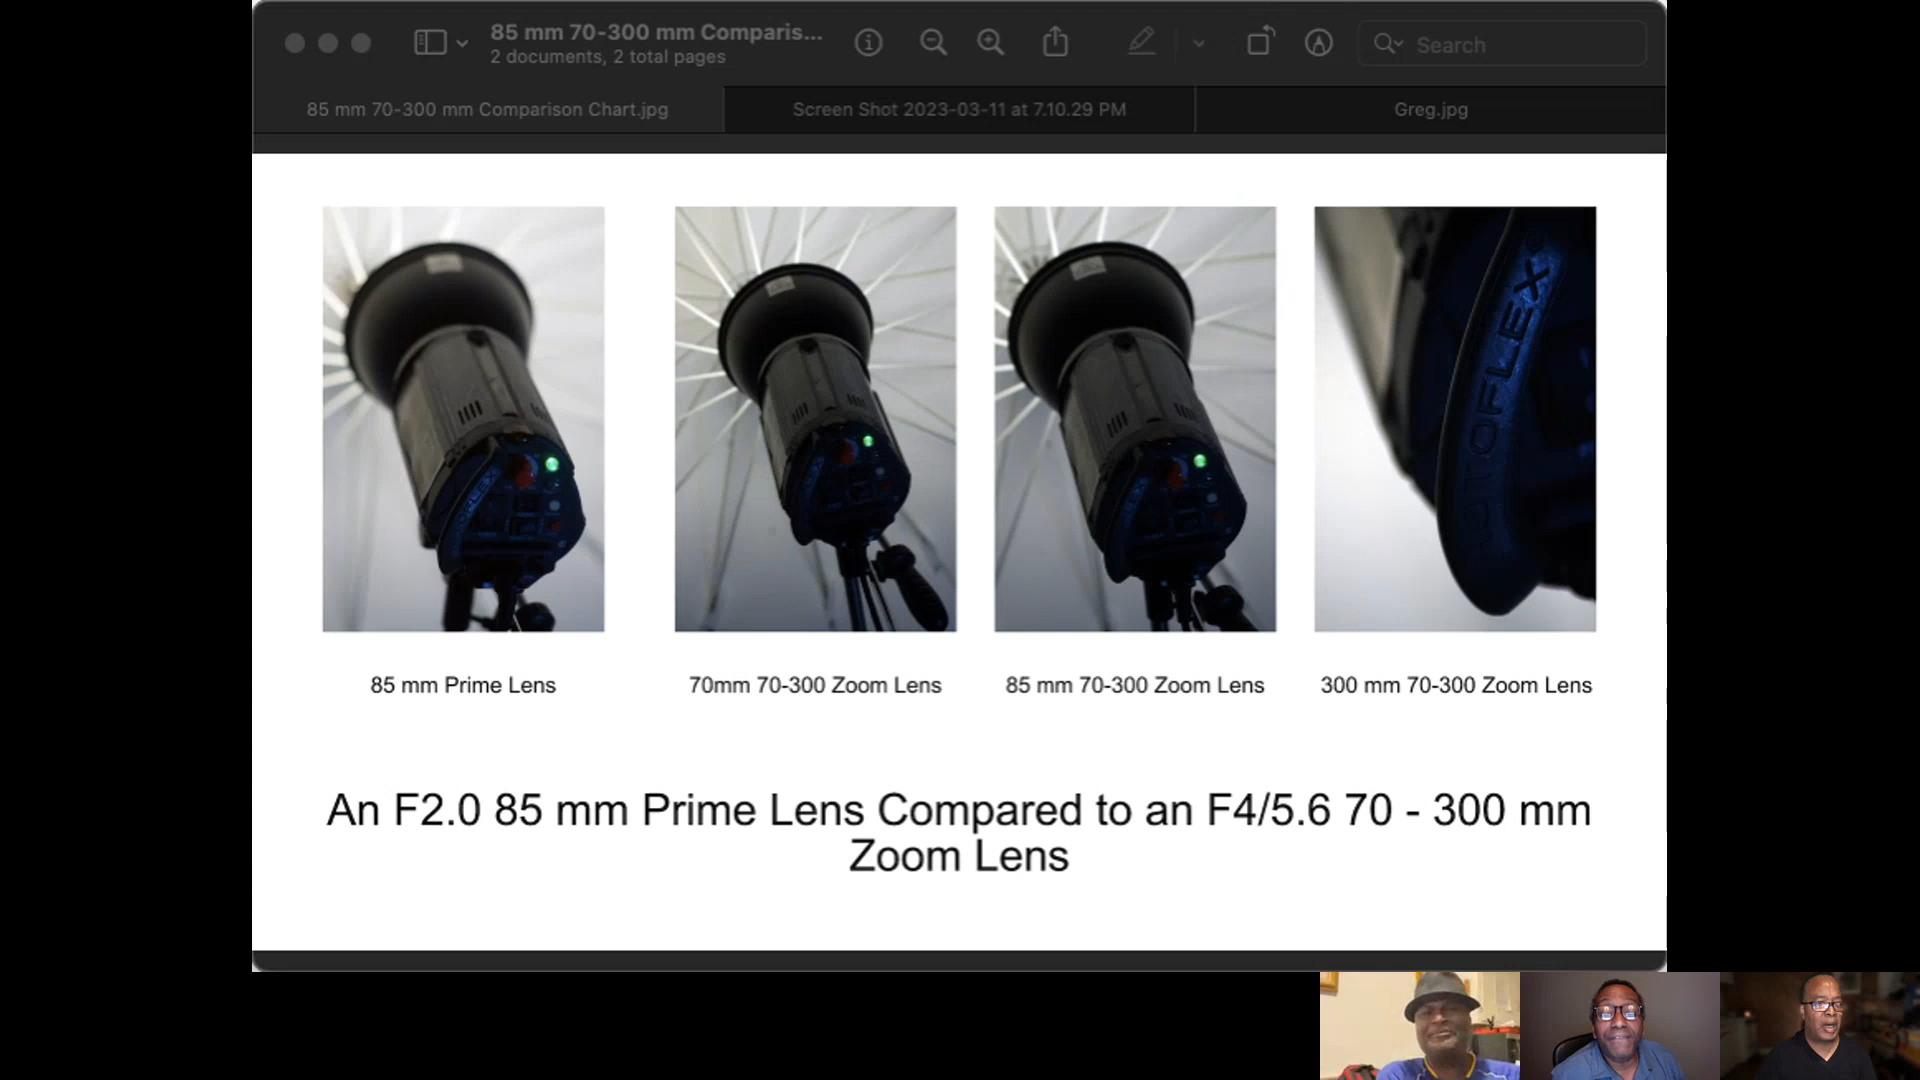 85 mm 70-300 mm Comparis...
2 documents, 2 total pages
Search
85 mm 70-300 mm Comparison Chart.jpg
Screen Shot 2023-03-11 at 7.10.29 PM
Greg.jpg
85 mm Prime Lens
70mm 70-300 Zoom Lens
85 mm 70-300 Zoom Lens
300 mm 70-300 Zoom Lens
An F2.0 85 mm Prime Lens Compared to an F4/5.6 70 - 300 mm
Zoom Lens